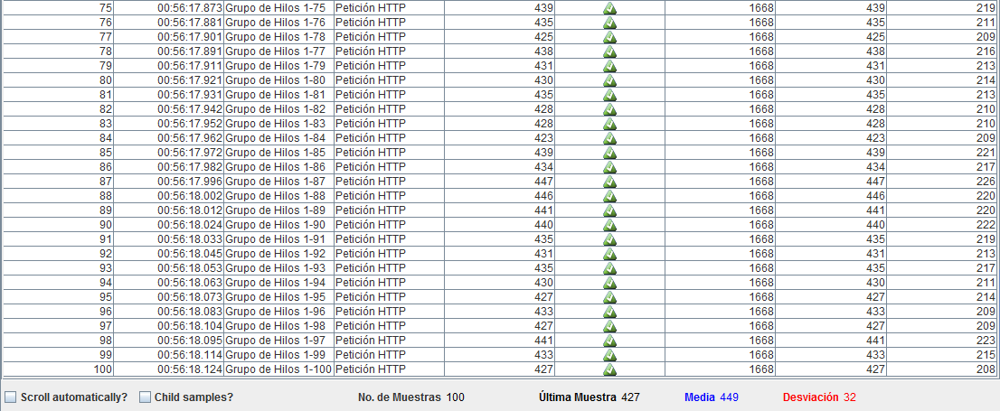 75 00:56:17.873 Grupo de Hilos 1-75 Petición HTTP 439 1668 439 219
76 00:56:17.881 Grupo de Hilos 1-76 Petición HTTP 435 1668 435 211
77 00:56:17.901 Grupo de Hilos 1-78 Petición HTTP 425 1668 425 209
78 00:56:17.891 Grupo de Hilos 1-77 Petición HTTP 438 1668 438 216
79 00:56:17.911 Grupo de Hilos 1-79 Petición HTTP 431 1668 431 213
80 00:56:17.921 Grupo de Hilos 1-80 Petición HTTP 430 1668 430 214
81 00:56:17.931 Grupo de Hilos 1-81 Petición HTTP 435 1668 435 213
82 00:56:17.942 Grupo de Hilos 1-82 Petición HTTP 428 1668 428 210
83 00:56:17.952 Grupo de Hilos 1-83 Petición HTTP 428 1668 428 210
84 00:56:17.962 Grupo de Hilos 1-84 Petición HTTP 423 1668 423 209
85 00:56:17.972 Grupo de Hilos 1-85 Petición HTTP 439 1668 439 221
86 00:56:17.982 Grupo de Hilos 1-86 Petición HTTP 434 1668 434 217
87 00:56:17.996 Grupo de Hilos 1-87 Petición HTTP 447 1668 447 226
88 00:56:18.002 Grupo de Hilos 1-88 Petición HTTP 446 1668 446 220
89 00:56:18.012 Grupo de Hilos 1-89 Petición HTTP 441 1668 441 220
90 00:56:18.024 Grupo de Hilos 1-90 Petición HTTP 440 1668 440 222
91 00:56:18.033 Grupo de Hilos 1-91 Petición HTTP 435 1668 435 219
92 00:56:18.045 Grupo de Hilos 1-92 Petición HTTP 431 1668 431 213
93 00:56:18.053 Grupo de Hilos 1-93 Petición HTTP 435 1668 435 217
94 00:56:18.063 Grupo de Hilos 1-94 Petición HTTP 430 1668 430 211
95 00:56:18.073 Grupo de Hilos 1-95 Petición HTTP 427 1668 427 214
96 00:56:18.083 Grupo de Hilos 1-96 Petición HTTP 433 1668 433 209
97 00:56:18.104 Grupo de Hilos 1-98 Petición HTTP 427 1668 427 209
98 00:56:18.095 Grupo de Hilos 1-97 Petición HTTP 441 1668 441 223
99 00:56:18.114 Grupo de Hilos 1-99 Petición HTTP 433 1668 433 215
100 00:56:18.124 Grupo de Hilos 1-100 Petición HTTP 427 1668 427 208
Scroll automatically? Child samples? No. de Muestras 100 Última Muestra 427 Media 449 Desviación 32